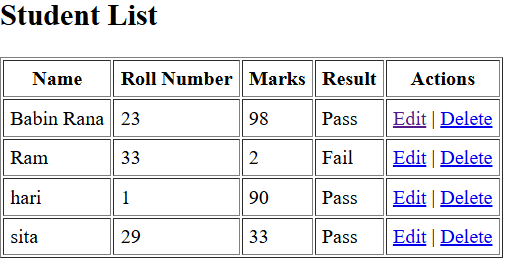 Student List
Name Roll Number Marks Result Actions
Babin Rana 23 98 Pass Edit | Delete
Ram 33 2 Fail Edit | Delete
hari 1 90 Pass Edit | Delete
sita 29 33 Pass Edit | Delete